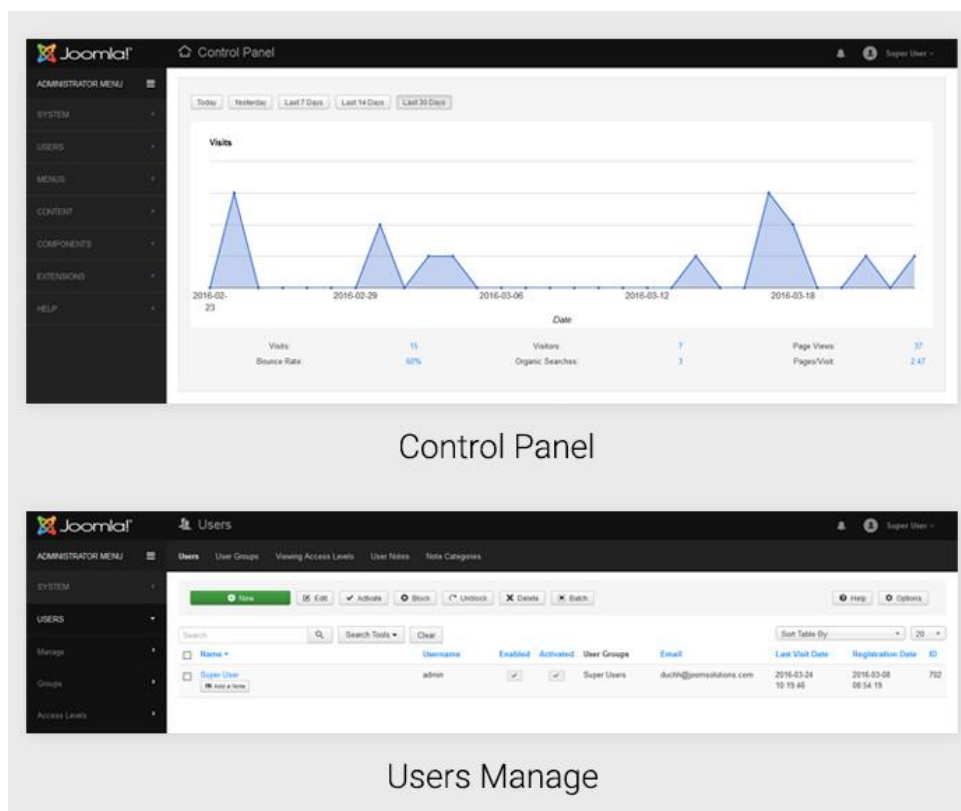 Joomla!
Control Panel
Super User
ADMINISTRATOR MENU
SYSTEM
USERS
MENUS
CONTENT
COMPONENTS
EXTENSIONS
HELP
Today Yesterday Last 7 Days Last 14 Days Last 30 Days
Visits
2016-02-23 2016-02-29 2016-03-06 2016-03-12 2016-03-18
Date
Visits: 15 Visitors: 7 Page Views: 37
Bounce Rate: 60% Organic Searches: 3 Pages/Visit: 2.47
Control Panel
Joomla!
Users
Super User
ADMINISTRATOR MENU
Users User Groups Viewing Access Levels User Notes Note Categories
SYSTEM
USERS
Manage
Groups
Access Levels
New Edit Activate Block Unblock Delete Batch Help Options
Search Search Tools Clear Sort Table By: 20
Name Username Enabled Activated User Groups Email Last Visit Date Registration Date ID
Super User admin Super Users duchh@joomsolutions.com 2016-03-24 2016-03-08 702
Add a Note 10:19:46 08:54:19
Users Manage